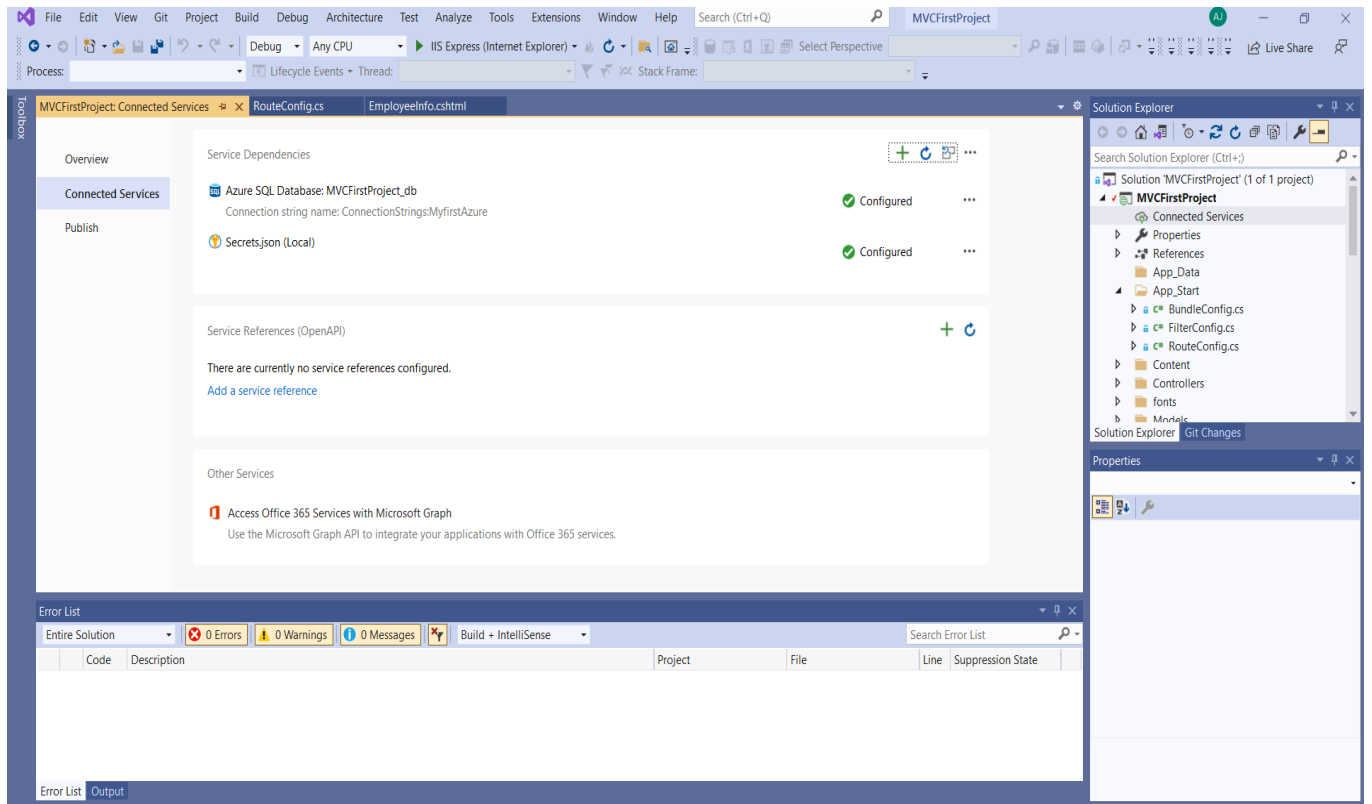 File Edit View Git Project Build Debug Architecture Test Analyze Tools Extensions Window Help Search (Ctrl+Q) MVCFirstProject AJ
Debug Any CPU IIS Express (Internet Explorer) Select Perspective Live Share
Process: Lifecycle Events Thread: Stack Frame:
Toolbox
MVCFirstProject: Connected Services RouteConfig.cs EmployeeInfo.cshtml
Overview
Connected Services
Publish
Service Dependencies
Azure SQL Database: MVCFirstProject_db
Connection string name: ConnectionStrings:MyfirstAzure
Configured
Secrets.json (Local)
Configured
Service References (OpenAPI)
There are currently no service references configured.
Add a service reference
Other Services
Access Office 365 Services with Microsoft Graph
Use the Microsoft Graph API to integrate your applications with Office 365 services.
Solution Explorer
Search Solution Explorer (Ctrl+;)
Solution 'MVCFirstProject' (1 of 1 project)
MVCFirstProject
Connected Services
Properties
References
App_Data
App_Start
C# BundleConfig.cs
C# FilterConfig.cs
C# RouteConfig.cs
Content
Controllers
fonts
Models
Solution Explorer Git Changes
Properties
Error List
Entire Solution 0 Errors 0 Warnings 0 Messages Build + IntelliSense Search Error List
Code Description Project File Line Suppression State
Error List Output